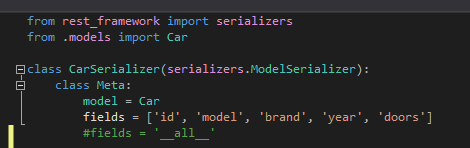 from rest_framework import serializers
from .models import Car
class CarSerializer(serializers.ModelSerializer):
class Meta:
model = Car
fields = ['id', 'model', 'brand', 'year', 'doors']
#fields = '__all__'